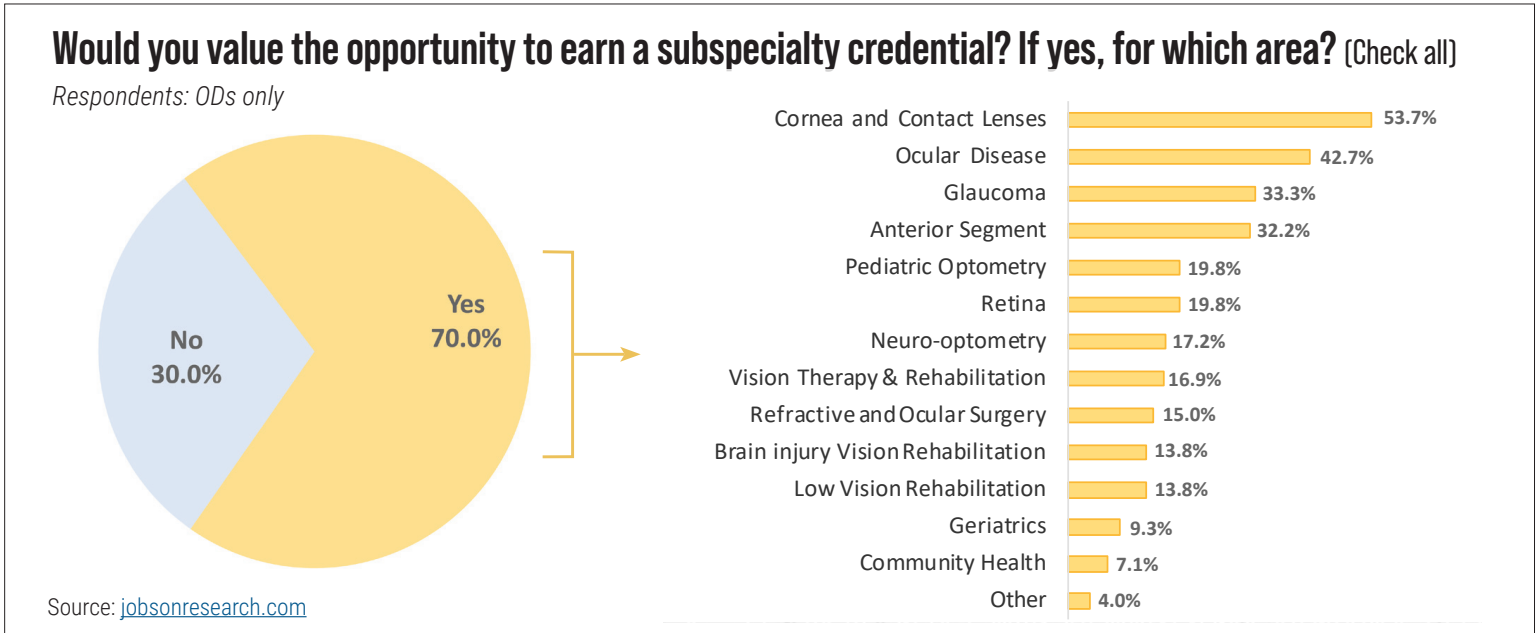 Would you value the opportunity to earn a subspecialty credential? If yes, for which area? (Check all)
Respondents: ODs only
No
30.0%
Yes
70.0%
Cornea and Contact Lenses 53.7%
Ocular Disease 42.7%
Glaucoma 33.3%
Anterior Segment 32.2%
Pediatric Optometry 19.8%
Retina 19.8%
Neuro-optometry 17.2%
Vision Therapy & Rehabilitation 16.9%
Refractive and Ocular Surgery 15.0%
Brain injury Vision Rehabilitation 13.8%
Low Vision Rehabilitation 13.8%
Geriatrics 9.3%
Community Health 7.1%
Other 4.0%
Source: jobsonresearch.com